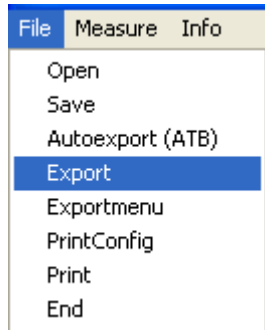 File Measure Info
Open
Save
Autoexport (ATB)
Export
Exportmenu
PrintConfig
Print
End